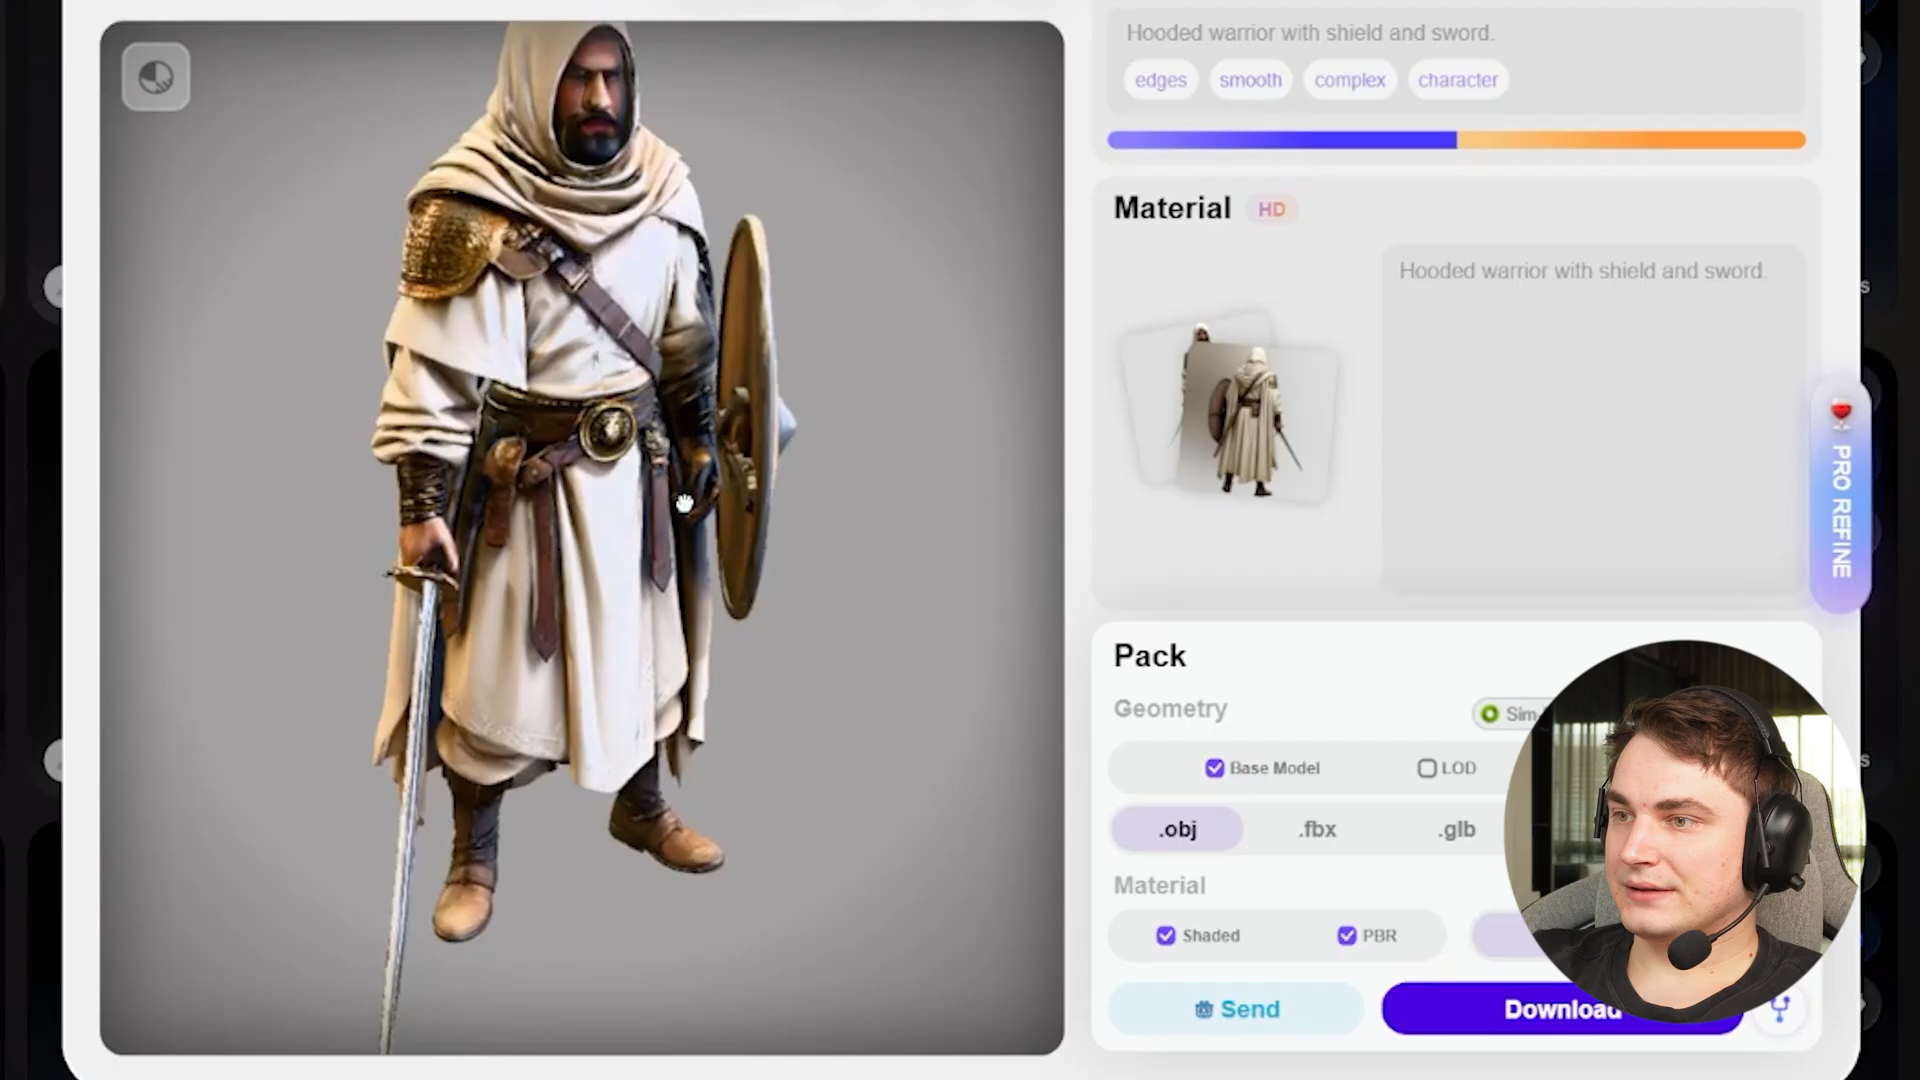 Hooded warrior with shield and sword.
edges smooth complex character
Material HD
Hooded warrior with shield and sword.
PRO REFINE
Pack
Geometry
Base Model LOD
.obj .fbx .glb
Material
Shaded PBR
Send Download